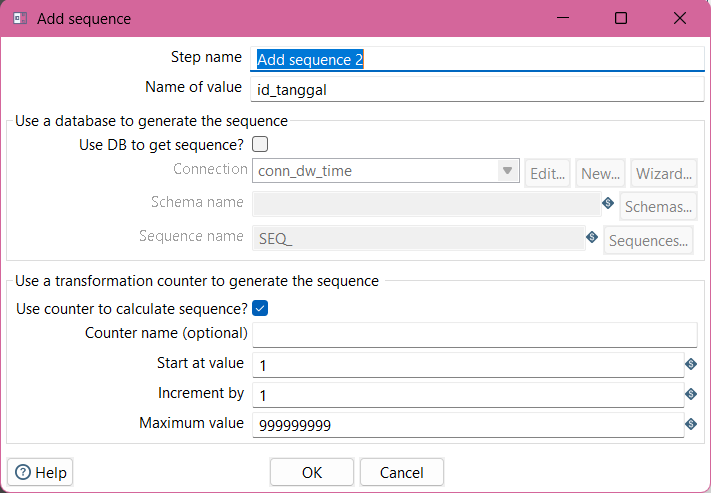 Add sequence
Step name Add sequence 2
Name of value id_tanggal
Use a database to generate the sequence
Use DB to get sequence?
Connection conn_dw_time Edit... New... Wizard...
Schema name Schemas...
Sequence name SEQ_ Sequences...
Use a transformation counter to generate the sequence
Use counter to calculate sequence?
Counter name (optional)
Start at value 1
Increment by 1
Maximum value 999999999
Help OK Cancel